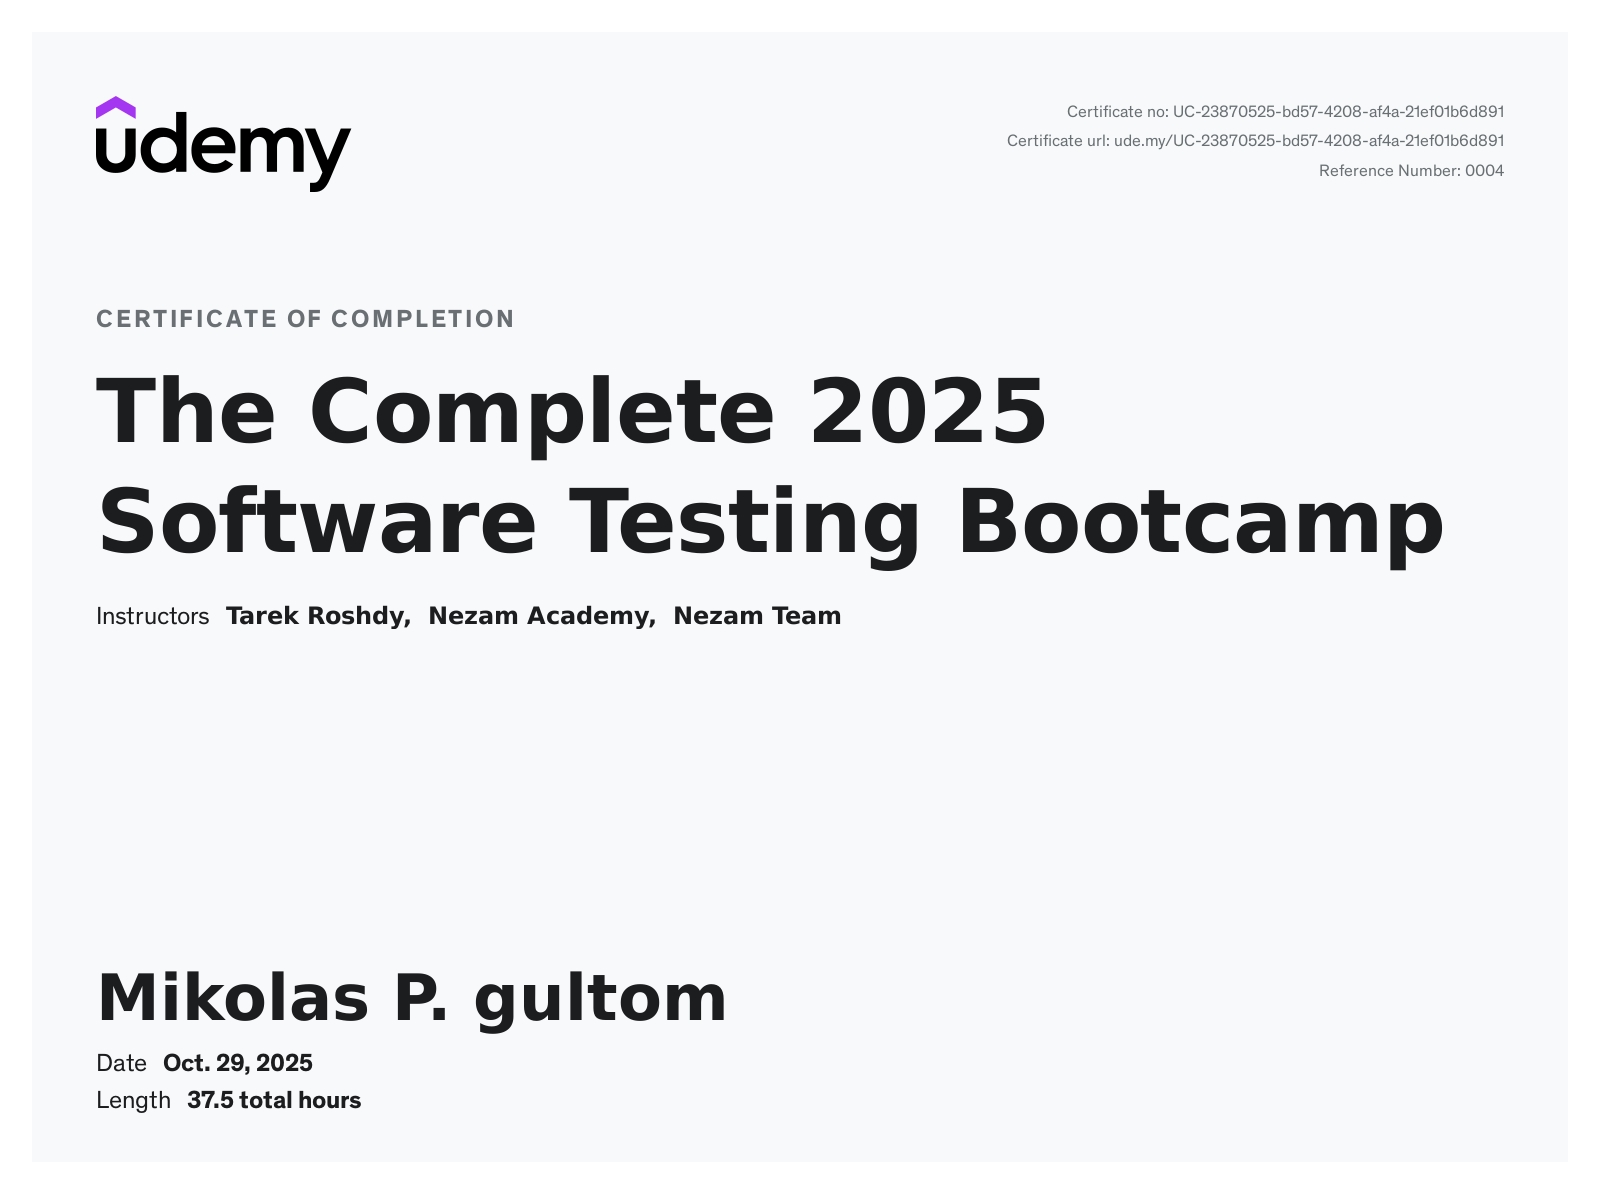 udemy
Certificate no: UC-23870525-bd57-4208-af4a-21ef01b6d891
Certificate url: ude.my/UC-23870525-bd57-4208-af4a-21ef01b6d891
Reference Number: 0004
CERTIFICATE OF COMPLETION
The Complete 2025
Software Testing Bootcamp
Instructors Tarek Roshdy, Nezam Academy, Nezam Team
Mikolas P. gultom
Date Oct. 29, 2025
Length 37.5 total hours